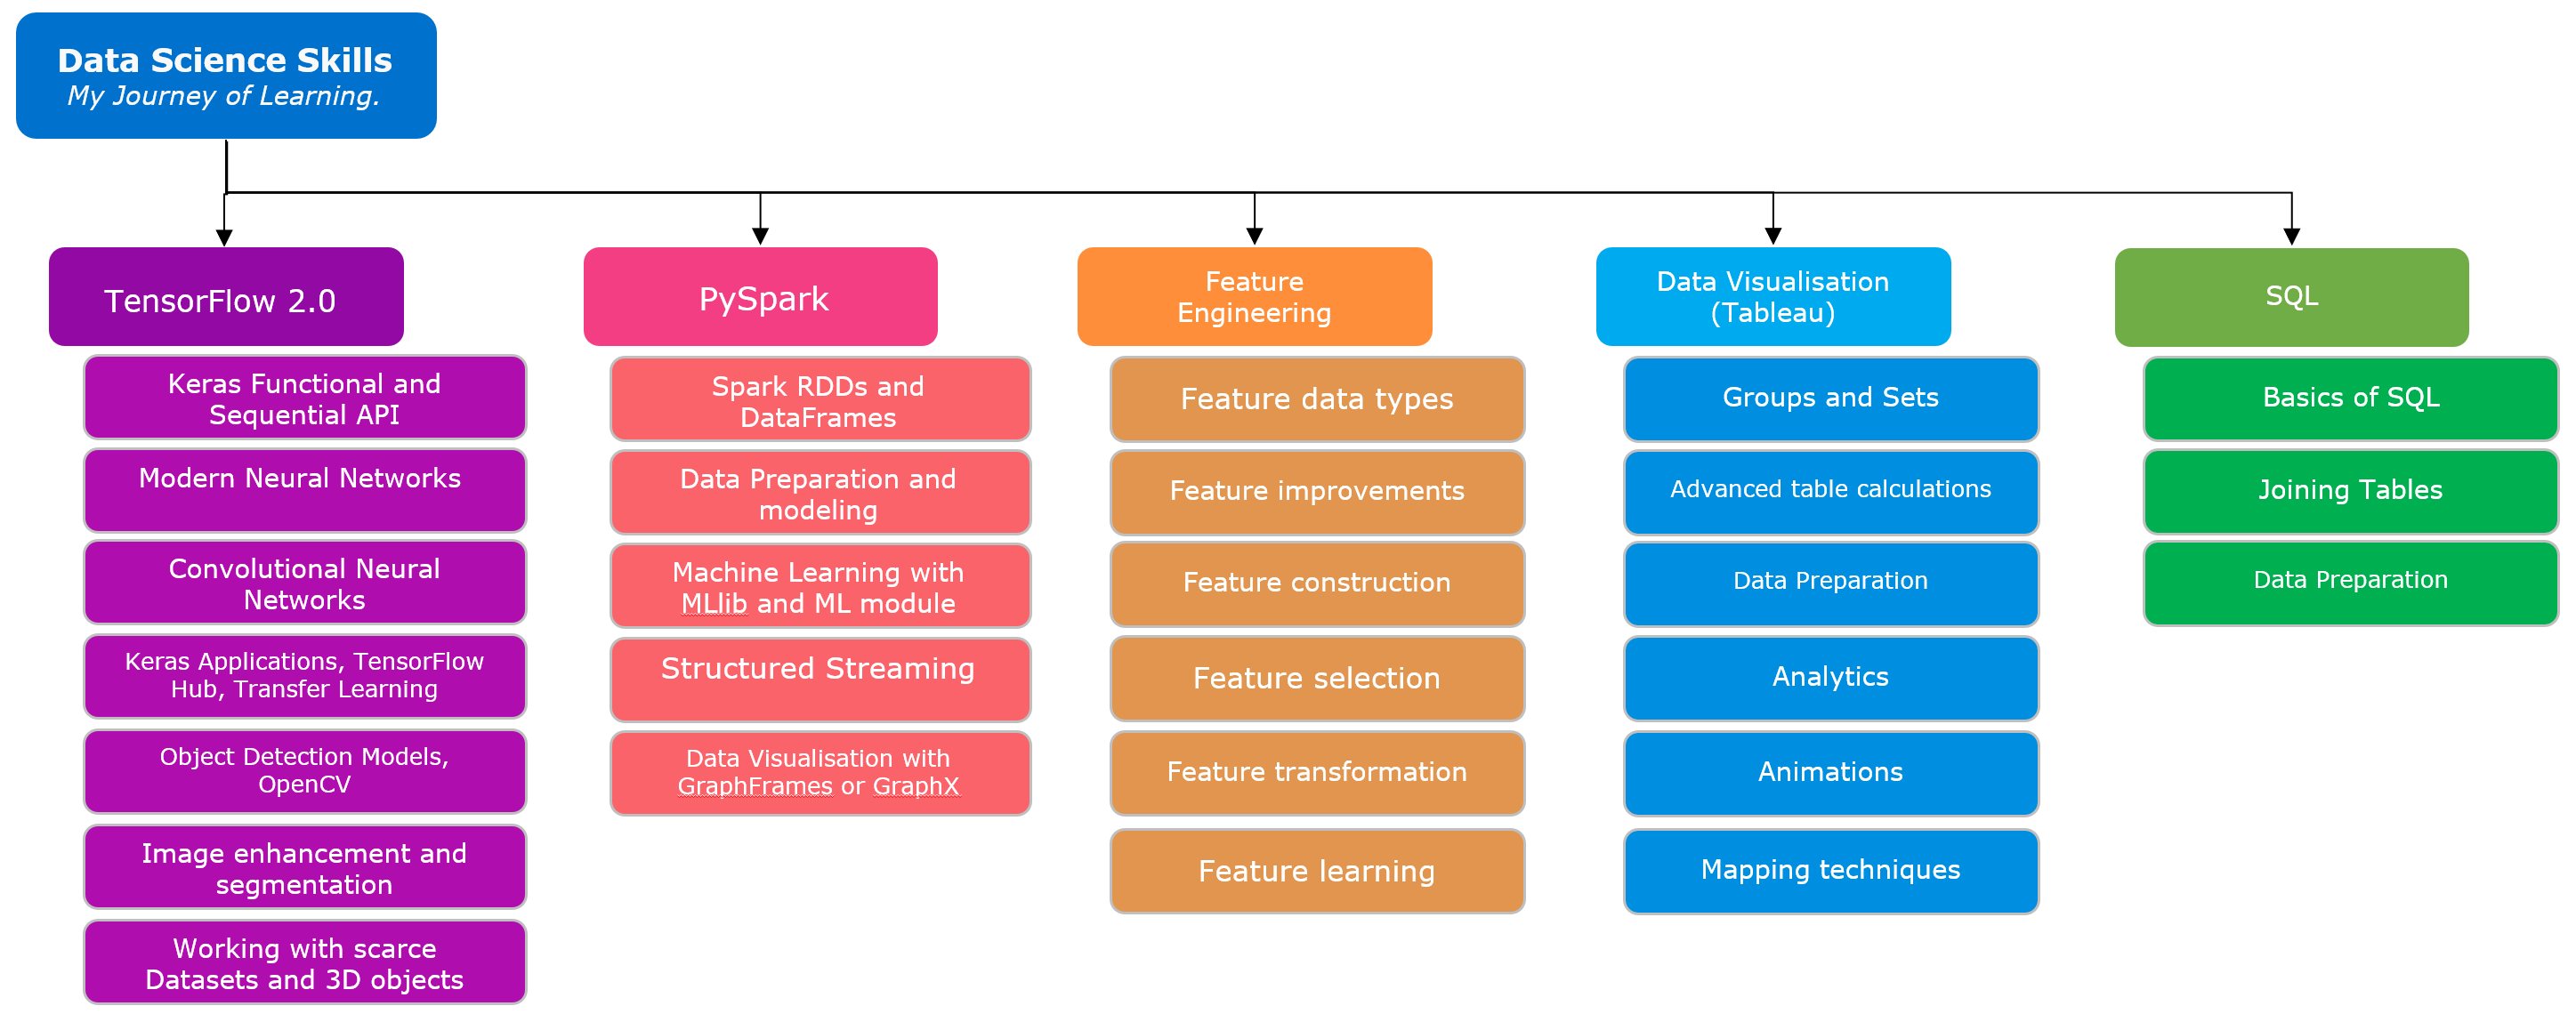 Data Science Skills
My Journey of Learning.
TensorFlow 2.0
Keras Functional and
Sequential API
Modern Neural Networks
Convolutional Neural
Networks
Keras Applications, TensorFlow
Hub, Transfer Learning
Object Detection Models,
OpenCV
Image enhancement and
segmentation
Working with scarce
Datasets and 3D objects
PySpark
Spark RDDs and
DataFrames
Data Preparation and
modeling
Machine Learning with
MLlib and ML module
Structured Streaming
Data Visualisation with
GraphFrames or GraphX
Feature
Engineering
Feature data types
Feature improvements
Feature construction
Feature selection
Feature transformation
Feature learning
Data Visualisation
(Tableau)
Groups and Sets
Advanced table calculations
Data Preparation
Analytics
Animations
Mapping techniques
SQL
Basics of SQL
Joining Tables
Data Preparation